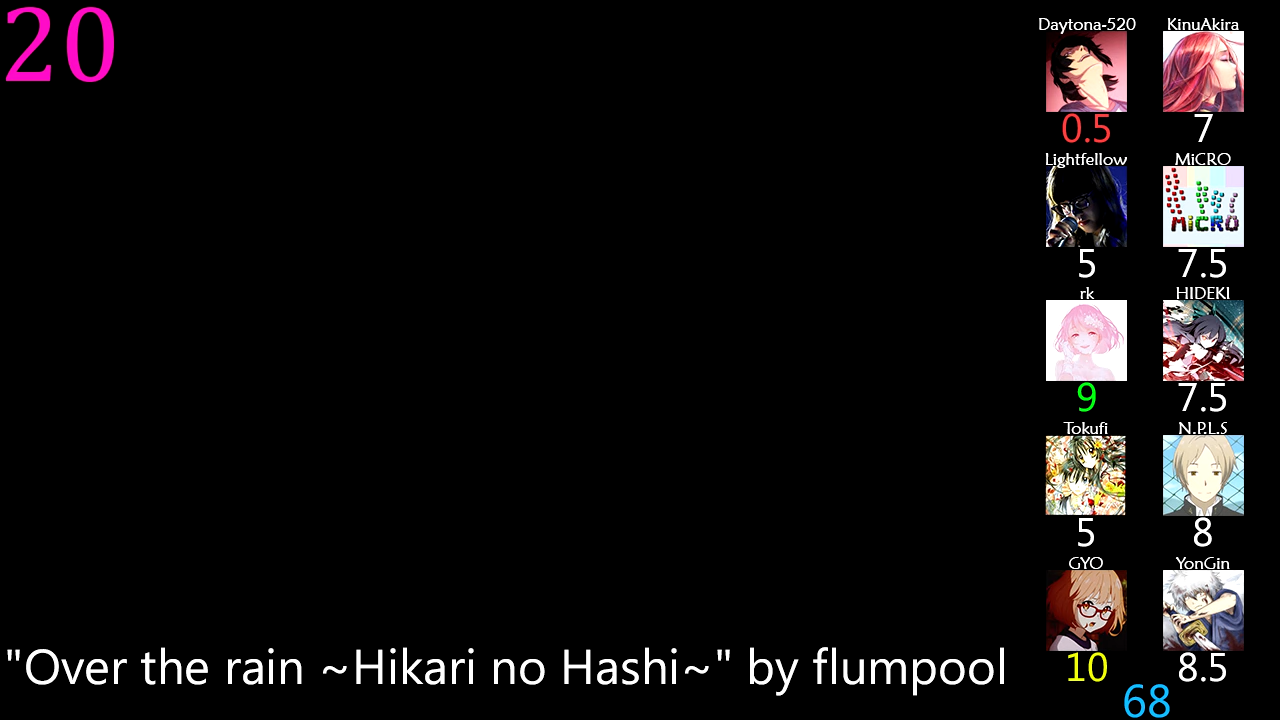 20
Daytona-520 KinuAkira
0.5 7
Lightfellow MiCRO
MiCRO
5 7.5
rk HIDEKI
9 7.5
Tokufi N.P.L.S
5 8
GYO YonGin
10 8.5
"Over the rain ~Hikari no Hashi~" by flumpool
68